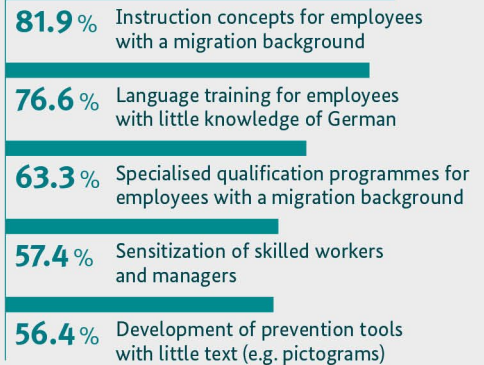 81.9 % Instruction concepts for employees
with a migration background
76.6 % Language training for employees
with little knowledge of German
63.3 % Specialised qualification programmes for
employees with a migration background
57.4 % Sensitization of skilled workers
and managers
56.4 % Development of prevention tools
with little text (e.g. pictograms)